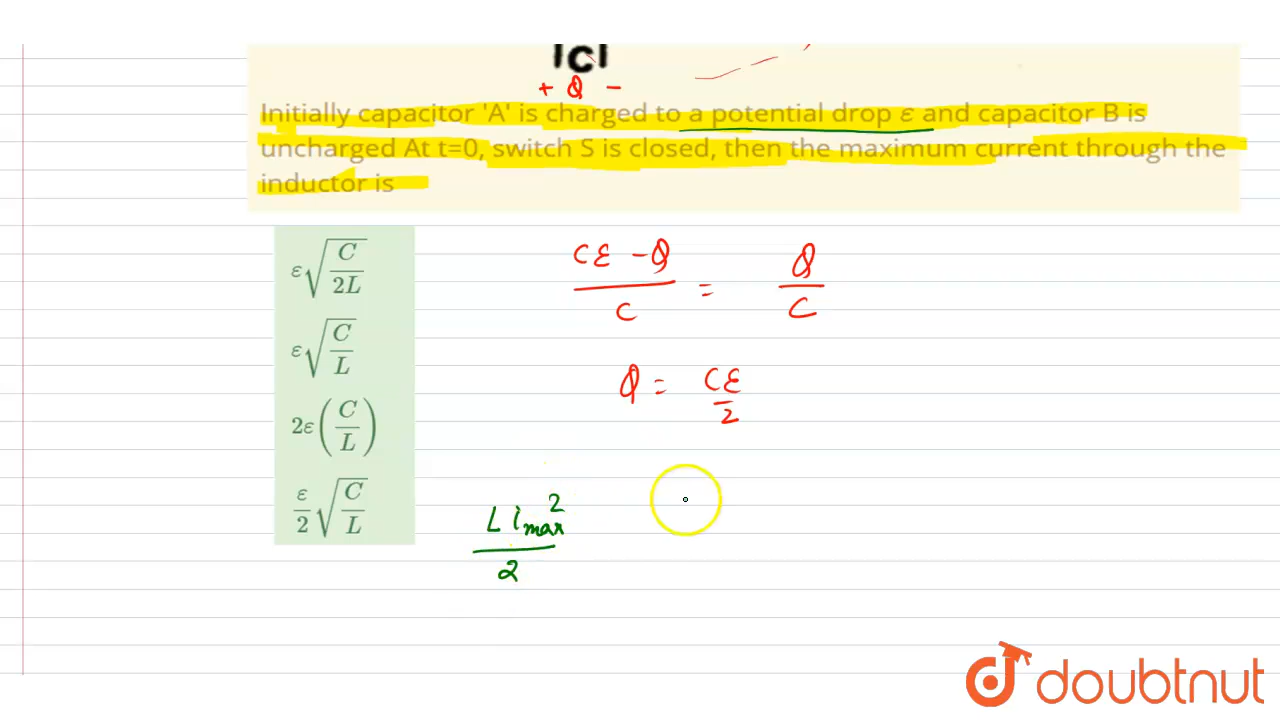 |C|
+ Q −
Initially capacitor 'A' is charged to a potential drop ε and capacitor B is
uncharged At t=0, switch S is closed, then the maximum current through the
inductor is
ε√(C/2L)
ε√(C/L)
2ε(C/L)
ε/2 √(C/L)
(Cε − Q)/C = Q/C
Q = Cε/2
L i_max²/2
doubtnut